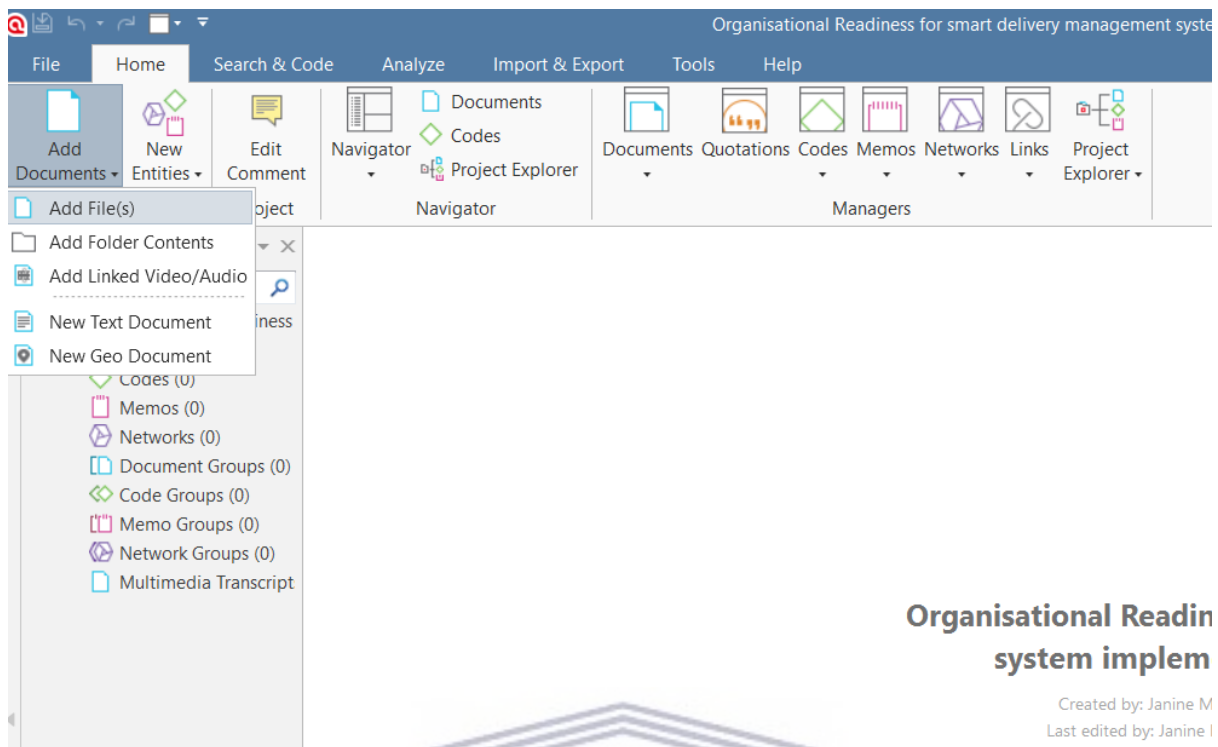 Organisational Readiness for smart delivery management syste
File Home Search & Code Analyze Import & Export Tools Help
Add Documents
New Entities
Edit Comment
Navigator
Documents
Codes
Project Explorer
Documents Quotations Codes Memos Networks Links Project Explorer
oject
Navigator
Managers
Add File(s)
Add Folder Contents
Add Linked Video/Audio
New Text Document
New Geo Document
iness
Codes (0)
Memos (0)
Networks (0)
Document Groups (0)
Code Groups (0)
Memo Groups (0)
Network Groups (0)
Multimedia Transcript
Organisational Readin
system implem
Created by: Janine M
Last edited by: Janine